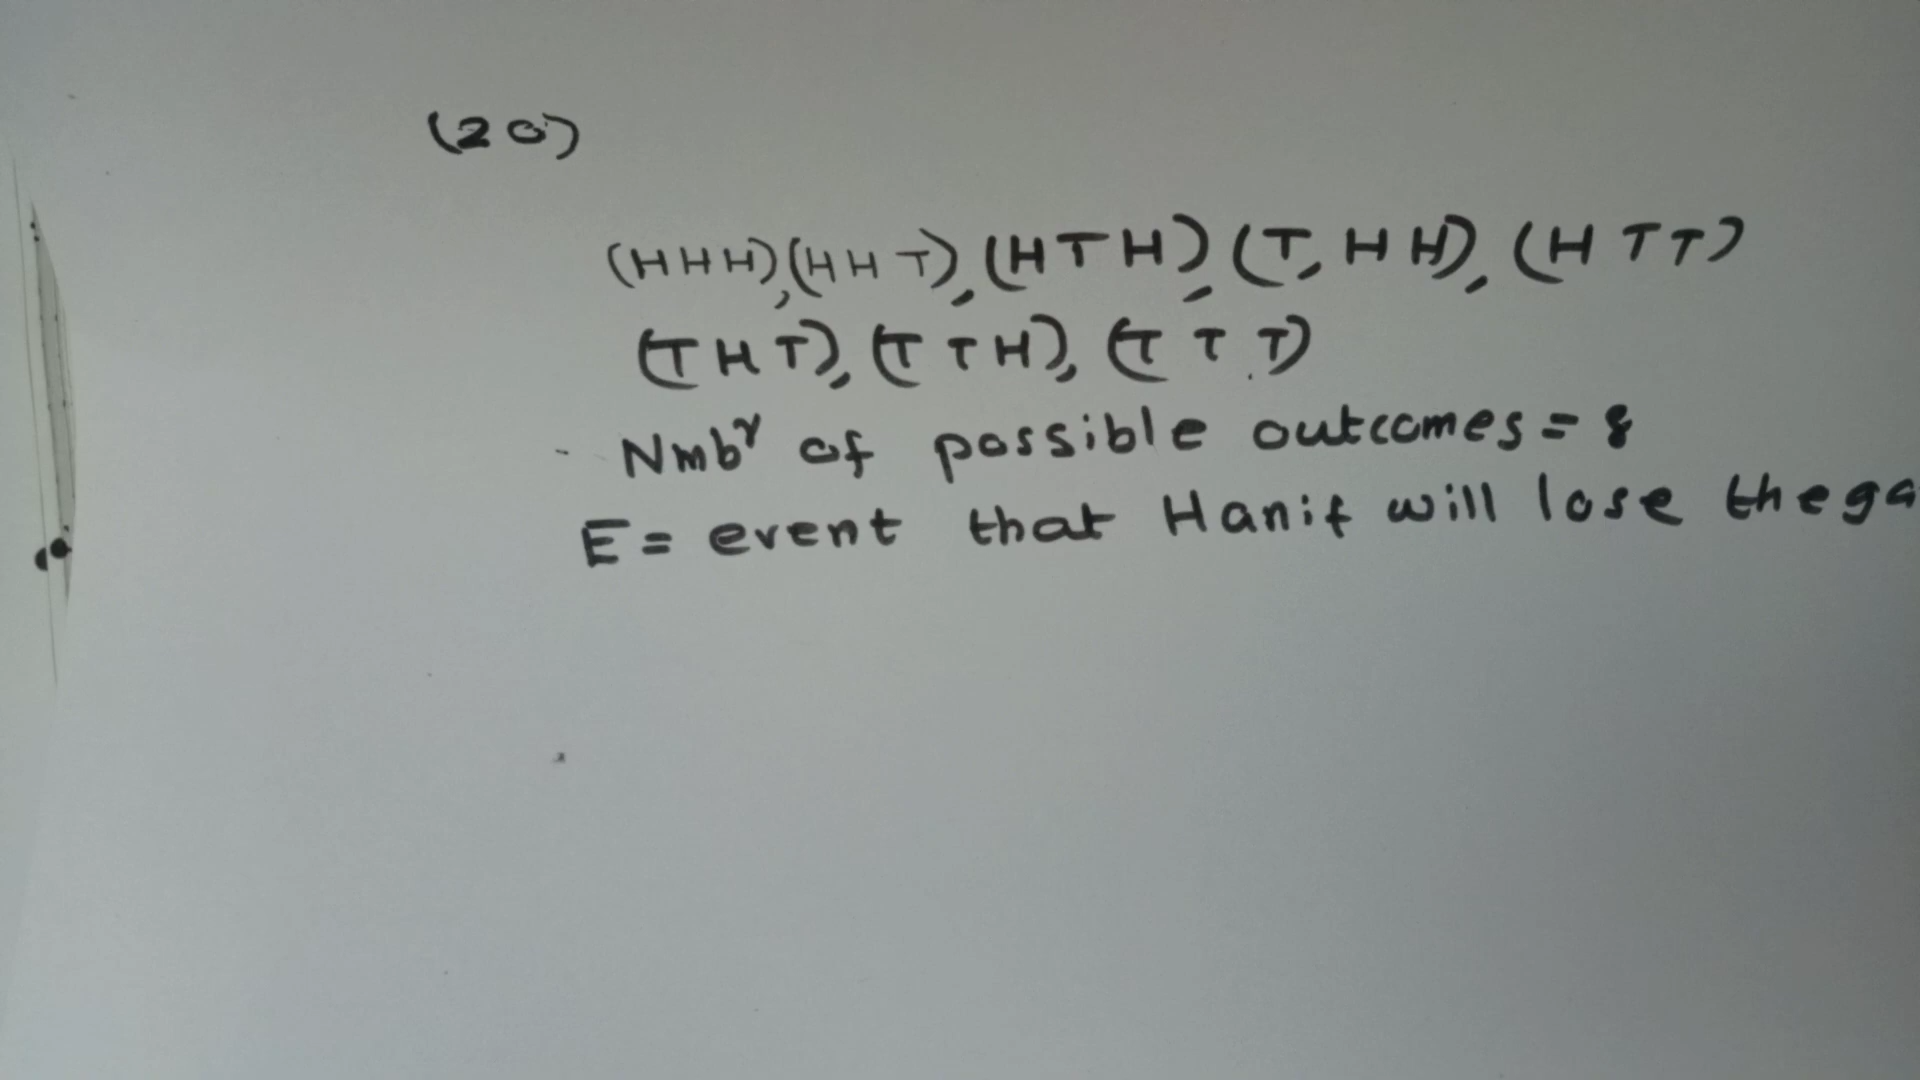 (20)
(HHH),(HHT),(HTH),(T,HH),(HTT)
(THT),(TTH),(TTT)
Nmbr of possible outcomes = 8
E = event that Hanif will lose the ga